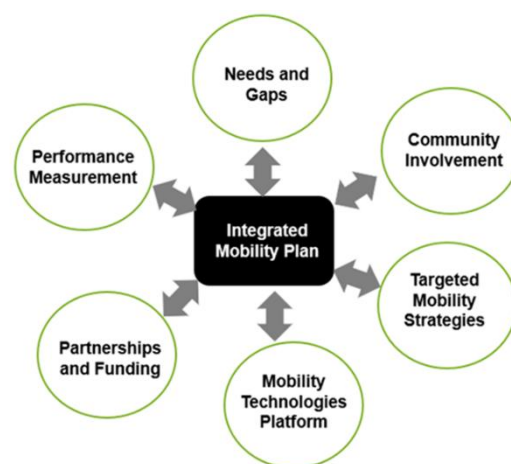 Needs and
Gaps
Community
Involvement
Performance
Measurement
Integrated
Mobility Plan
Targeted
Mobility
Strategies
Partnerships
and Funding
Mobility
Technologies
Platform